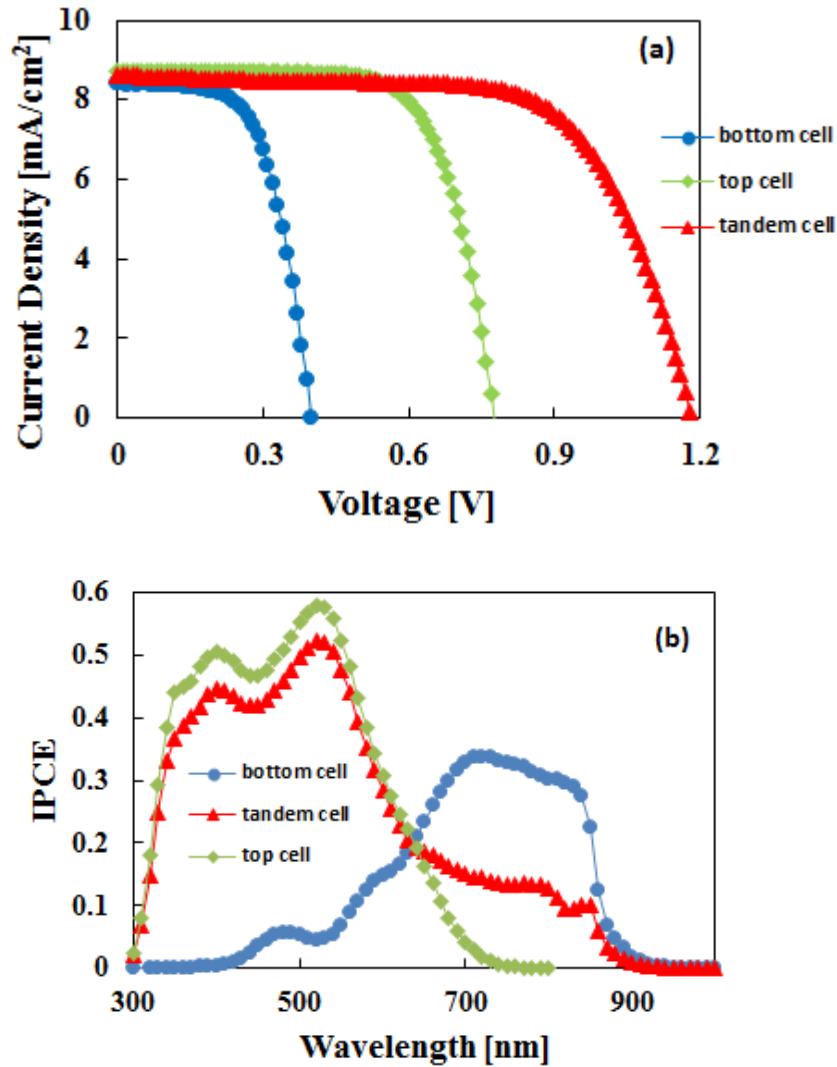 (a)
Current Density [mA/cm²]
10
8
6
4
2
0
0
0.3
0.6
0.9
1.2
Voltage [V]
bottom cell
top cell
tandem cell
(b)
IPCE
0.6
0.5
0.4
0.3
0.2
0.1
0
bottom cell
tandem cell
top cell
300
500
700
900
Wavelength [nm]